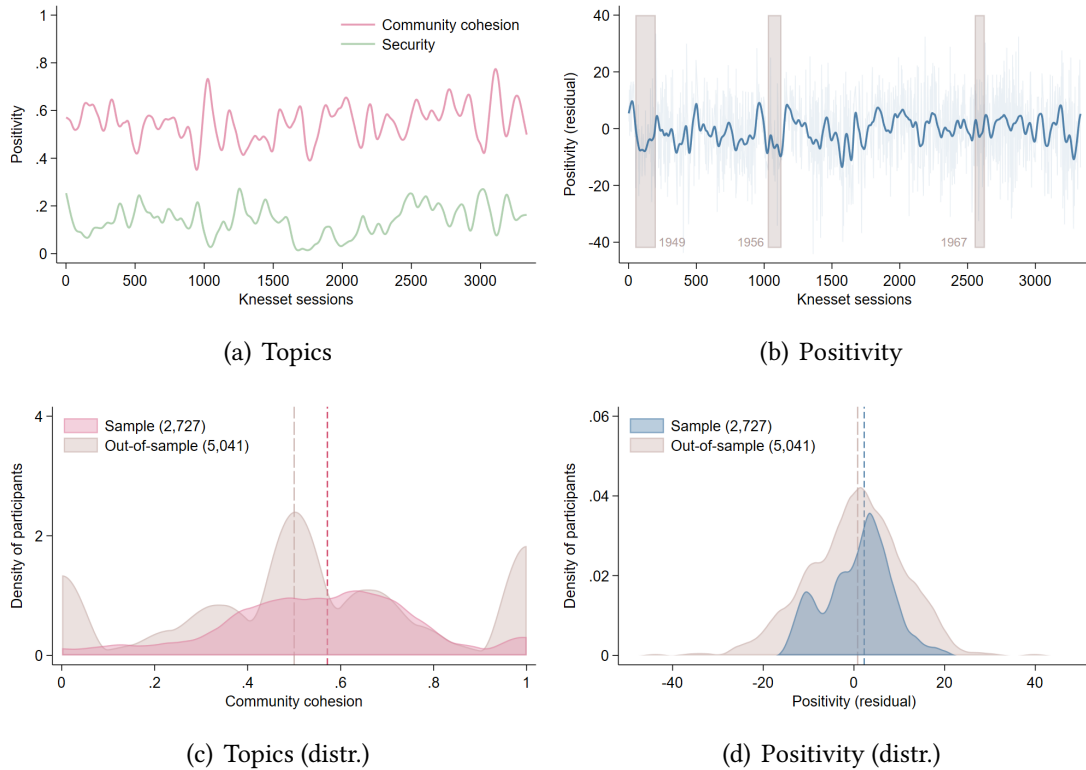 1
.8
.6
.4
.2
0
Positivity
Community cohesion
Security
0 500 1000 1500 2000 2500 3000
Knesset sessions
(a) Topics
40
20
0
-20
-40
Positivity (residual)
1949 1956 1967
0 500 1000 1500 2000 2500 3000
Knesset sessions
(b) Positivity
4
2
0
Density of participants
Sample (2,727)
Out-of-sample (5,041)
0 .2 .4 .6 .8 1
Community cohesion
(c) Topics (distr.)
.06
.04
.02
0
Density of participants
Sample (2,727)
Out-of-sample (5,041)
-40 -20 0 20 40
Positivity (residual)
(d) Positivity (distr.)